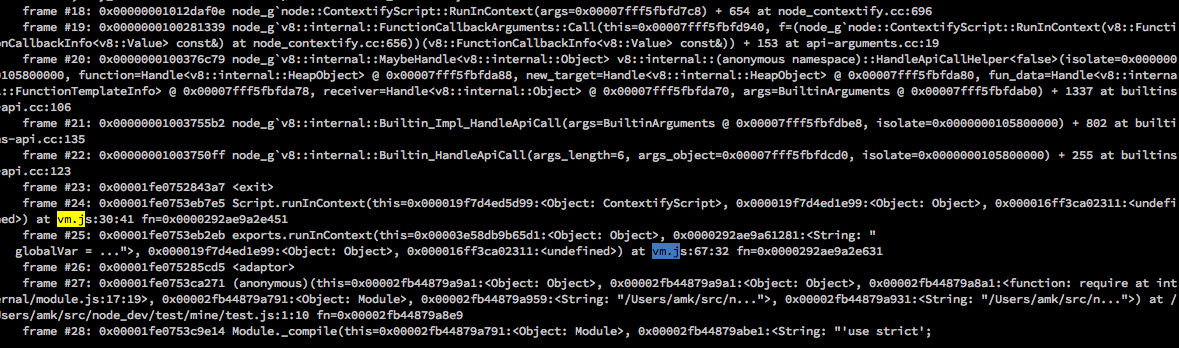 frame #18: 0x00000001012daf0e node_g`node::ContextifyScript::RunInContext(args=0x00007fff5fbfd7c8) + 654 at node_contextify.cc:696
frame #19: 0x0000000100281339 node_g`v8::internal::FunctionCallbackArguments::Call(this=0x00007fff5fbfd940, f=(node_g`node::ContextifyScript::RunInContext(v8::Functi
onCallbackInfo<v8::Value> const&) at node_contextify.cc:656))(v8::FunctionCallbackInfo<v8::Value> const&)) + 153 at api-arguments.cc:19
frame #20: 0x0000000100376c79 node_g`v8::internal::MaybeHandle<v8::internal::Object> v8::internal::(anonymous namespace)::HandleApiCallHelper<false>(isolate=0x000000
0105800000, function=Handle<v8::internal::HeapObject> @ 0x00007fff5fbfda88, new_target=Handle<v8::internal::HeapObject> @ 0x00007fff5fbfda80, fun_data=Handle<v8::interna
l::FunctionTemplateInfo> @ 0x00007fff5fbfda78, receiver=Handle<v8::internal::Object> @ 0x00007fff5fbfda70, args=BuiltinArguments @ 0x00007fff5fbfdab0) + 1337 at builtins
-api.cc:106
frame #21: 0x00000001003755b2 node_g`v8::internal::Builtin_Impl_HandleApiCall(args=BuiltinArguments @ 0x00007fff5fbfdbe8, isolate=0x0000000105800000) + 802 at builti
ns-api.cc:135
frame #22: 0x00000001003750ff node_g`v8::internal::Builtin_HandleApiCall(args_length=6, args_object=0x00007fff5fbfdcd0, isolate=0x0000000105800000) + 255 at builtins
-api.cc:123
frame #23: 0x00001fe0752843a7 <exit>
frame #24: 0x00001fe0753eb7e5 Script.runInContext(this=0x000019f7d4ed5d99:<Object: ContextifyScript>, 0x000019f7d4ed1e99:<Object: Object>, 0x000016ff3ca02311:<undefi
ned>) at vm.js:30:41 fn=0x0000292ae9a2e451
frame #25: 0x00001fe0753eb2eb exports.runInContext(this=0x00003e58db9b65d1:<Object: Object>, 0x0000292ae9a61281:<String: "
globalVar = ...">, 0x000019f7d4ed1e99:<Object: Object>, 0x000016ff3ca02311:<undefined>) at vm.js:67:32 fn=0x0000292ae9a2e631
frame #26: 0x00001fe075285cd5 <adaptor>
frame #27: 0x00001fe0753ca271 (anonymous)(this=0x00002fb44879a9a1:<Object: Object>, 0x00002fb44879a9a1:<Object: Object>, 0x00002fb44879a8a1:<function: require at int
ernal/module.js:17:19>, 0x00002fb44879a791:<Object: Module>, 0x00002fb44879a959:<String: "/Users/amk/src/n...">, 0x00002fb44879a931:<String: "/Users/amk/src/n...">) at /
Users/amk/src/node_dev/test/mine/test.js:1:10 fn=0x00002fb44879a8e9
frame #28: 0x00001fe0753c9e14 Module._compile(this=0x00002fb44879a791:<Object: Module>, 0x00002fb44879abe1:<String: "'use strict';